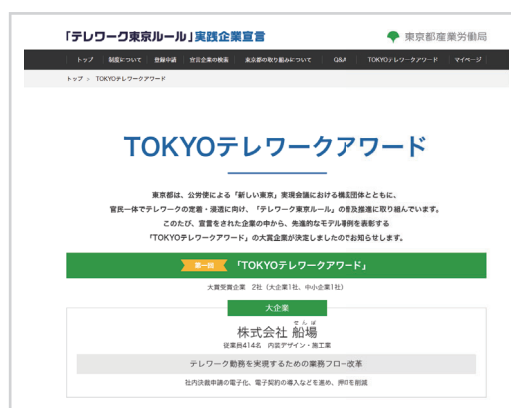 「テレワーク東京ルール」実践企業宣言
東京都産業労働局
トップ 制度について 登録申請 宣言企業の検索 東京都の取り組みについて Q&A TOKYOテレワークアワード マイページ
トップ > TOKYOテレワークアワード
TOKYOテレワークアワード
東京都は、公労使による「新しい東京」実現会議における構成団体とともに、
官民一体でテレワークの定着・浸透に向け、「テレワーク東京ルール」の普及推進に取り組んでいます。
このたび、宣言をされた企業の中から、先進的なモデル事例を表彰する
「TOKYOテレワークアワード」の大賞企業が決定しましたのでお知らせします。
第一回 「TOKYOテレワークアワード」
大賞受賞企業 2社（大企業1社、中小企業1社）
大企業
せんば
株式会社 船場
従業員414名 内装デザイン・施工業
テレワーク勤務を実現するための業務フロー改革
社内決裁申請の電子化、電子契約の導入などを進め、押印を削減